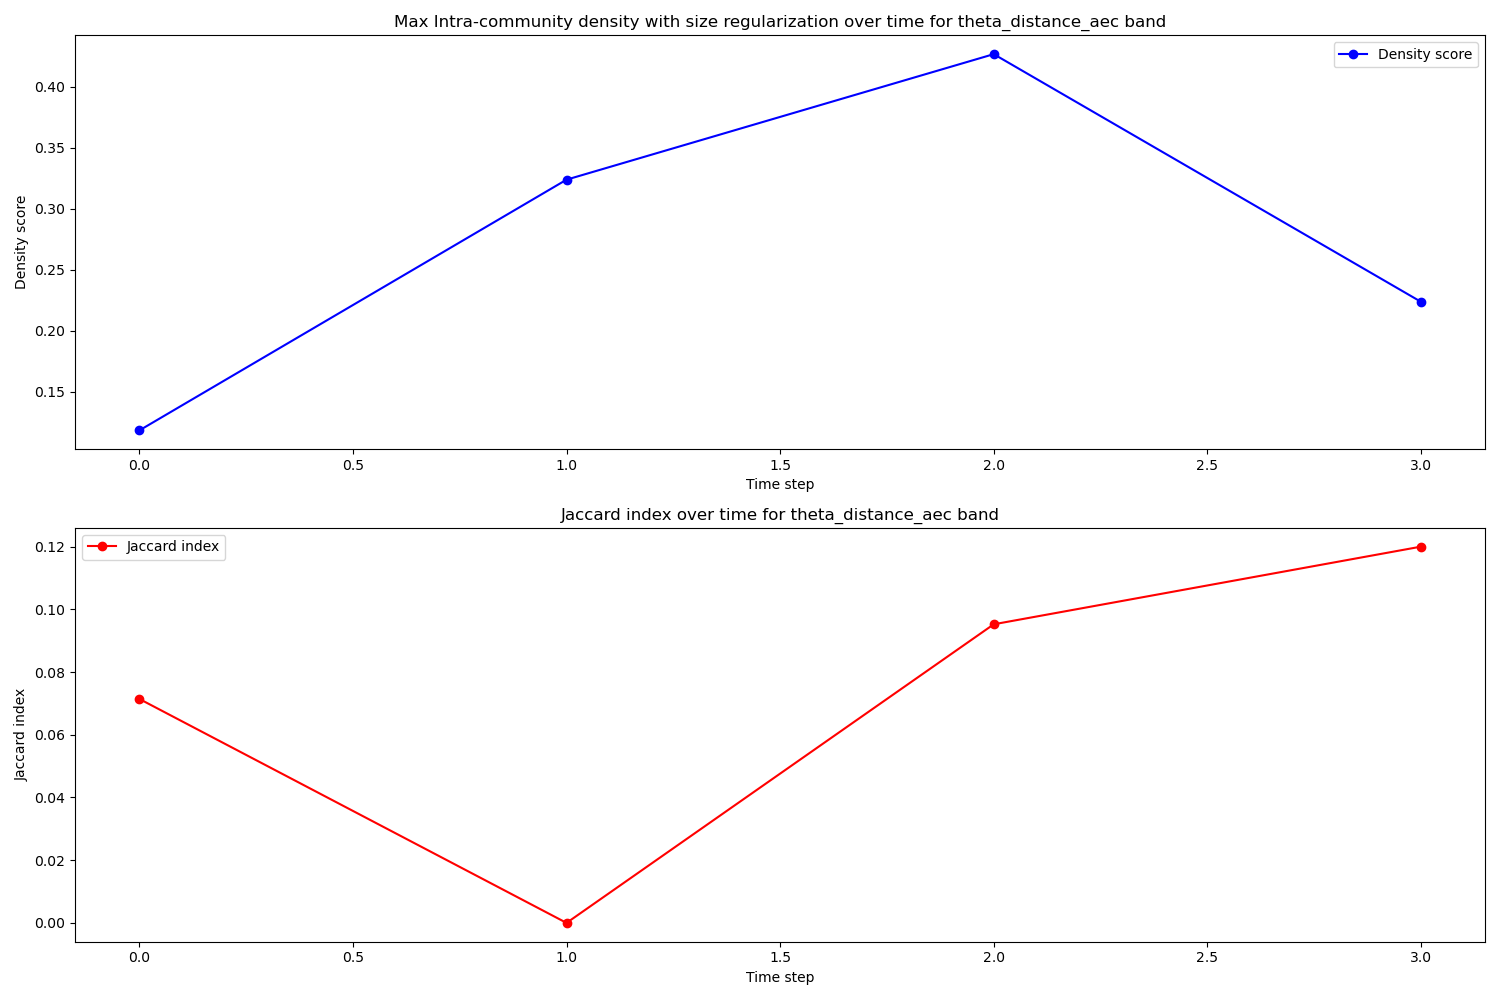 Max Intra-community density with size regularization over time for theta_distance_aec band
Density score
Density score
0.40
0.35
0.30
0.25
0.20
0.15
0.0 0.5 1.0 1.5 2.0 2.5 3.0
Time step
Jaccard index over time for theta_distance_aec band
Jaccard index
Jaccard index
0.12
0.10
0.08
0.06
0.04
0.02
0.00
0.0 0.5 1.0 1.5 2.0 2.5 3.0
Time step